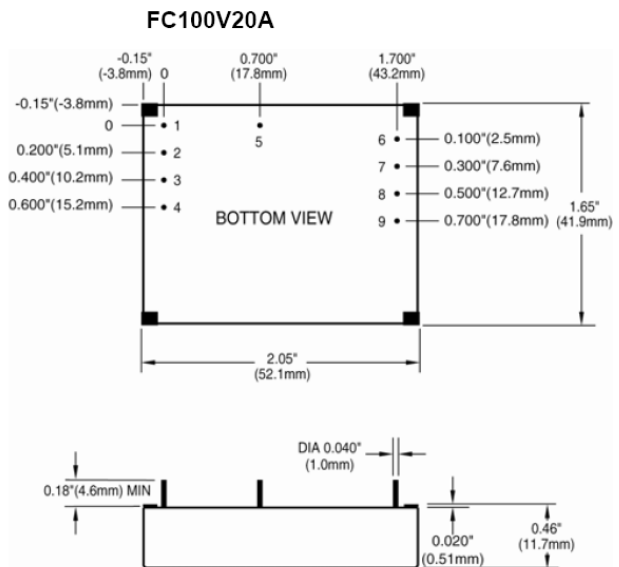 FC100V20A
-0.15"
(-3.8mm) 0
0.700"
(17.8mm)
1.700"
(43.2mm)
-0.15"(-3.8mm)
0
0.200"(5.1mm)
0.400"(10.2mm)
0.600"(15.2mm)
1
2
3
4
5
6
7
8
9
0.100"(2.5mm)
0.300"(7.6mm)
0.500"(12.7mm)
0.700"(17.8mm)
1.65"
(41.9mm)
BOTTOM VIEW
2.05"
(52.1mm)
DIA 0.040"
(1.0mm)
0.18"(4.6mm) MIN
0.020"
(0.51mm)
0.46"
(11.7mm)